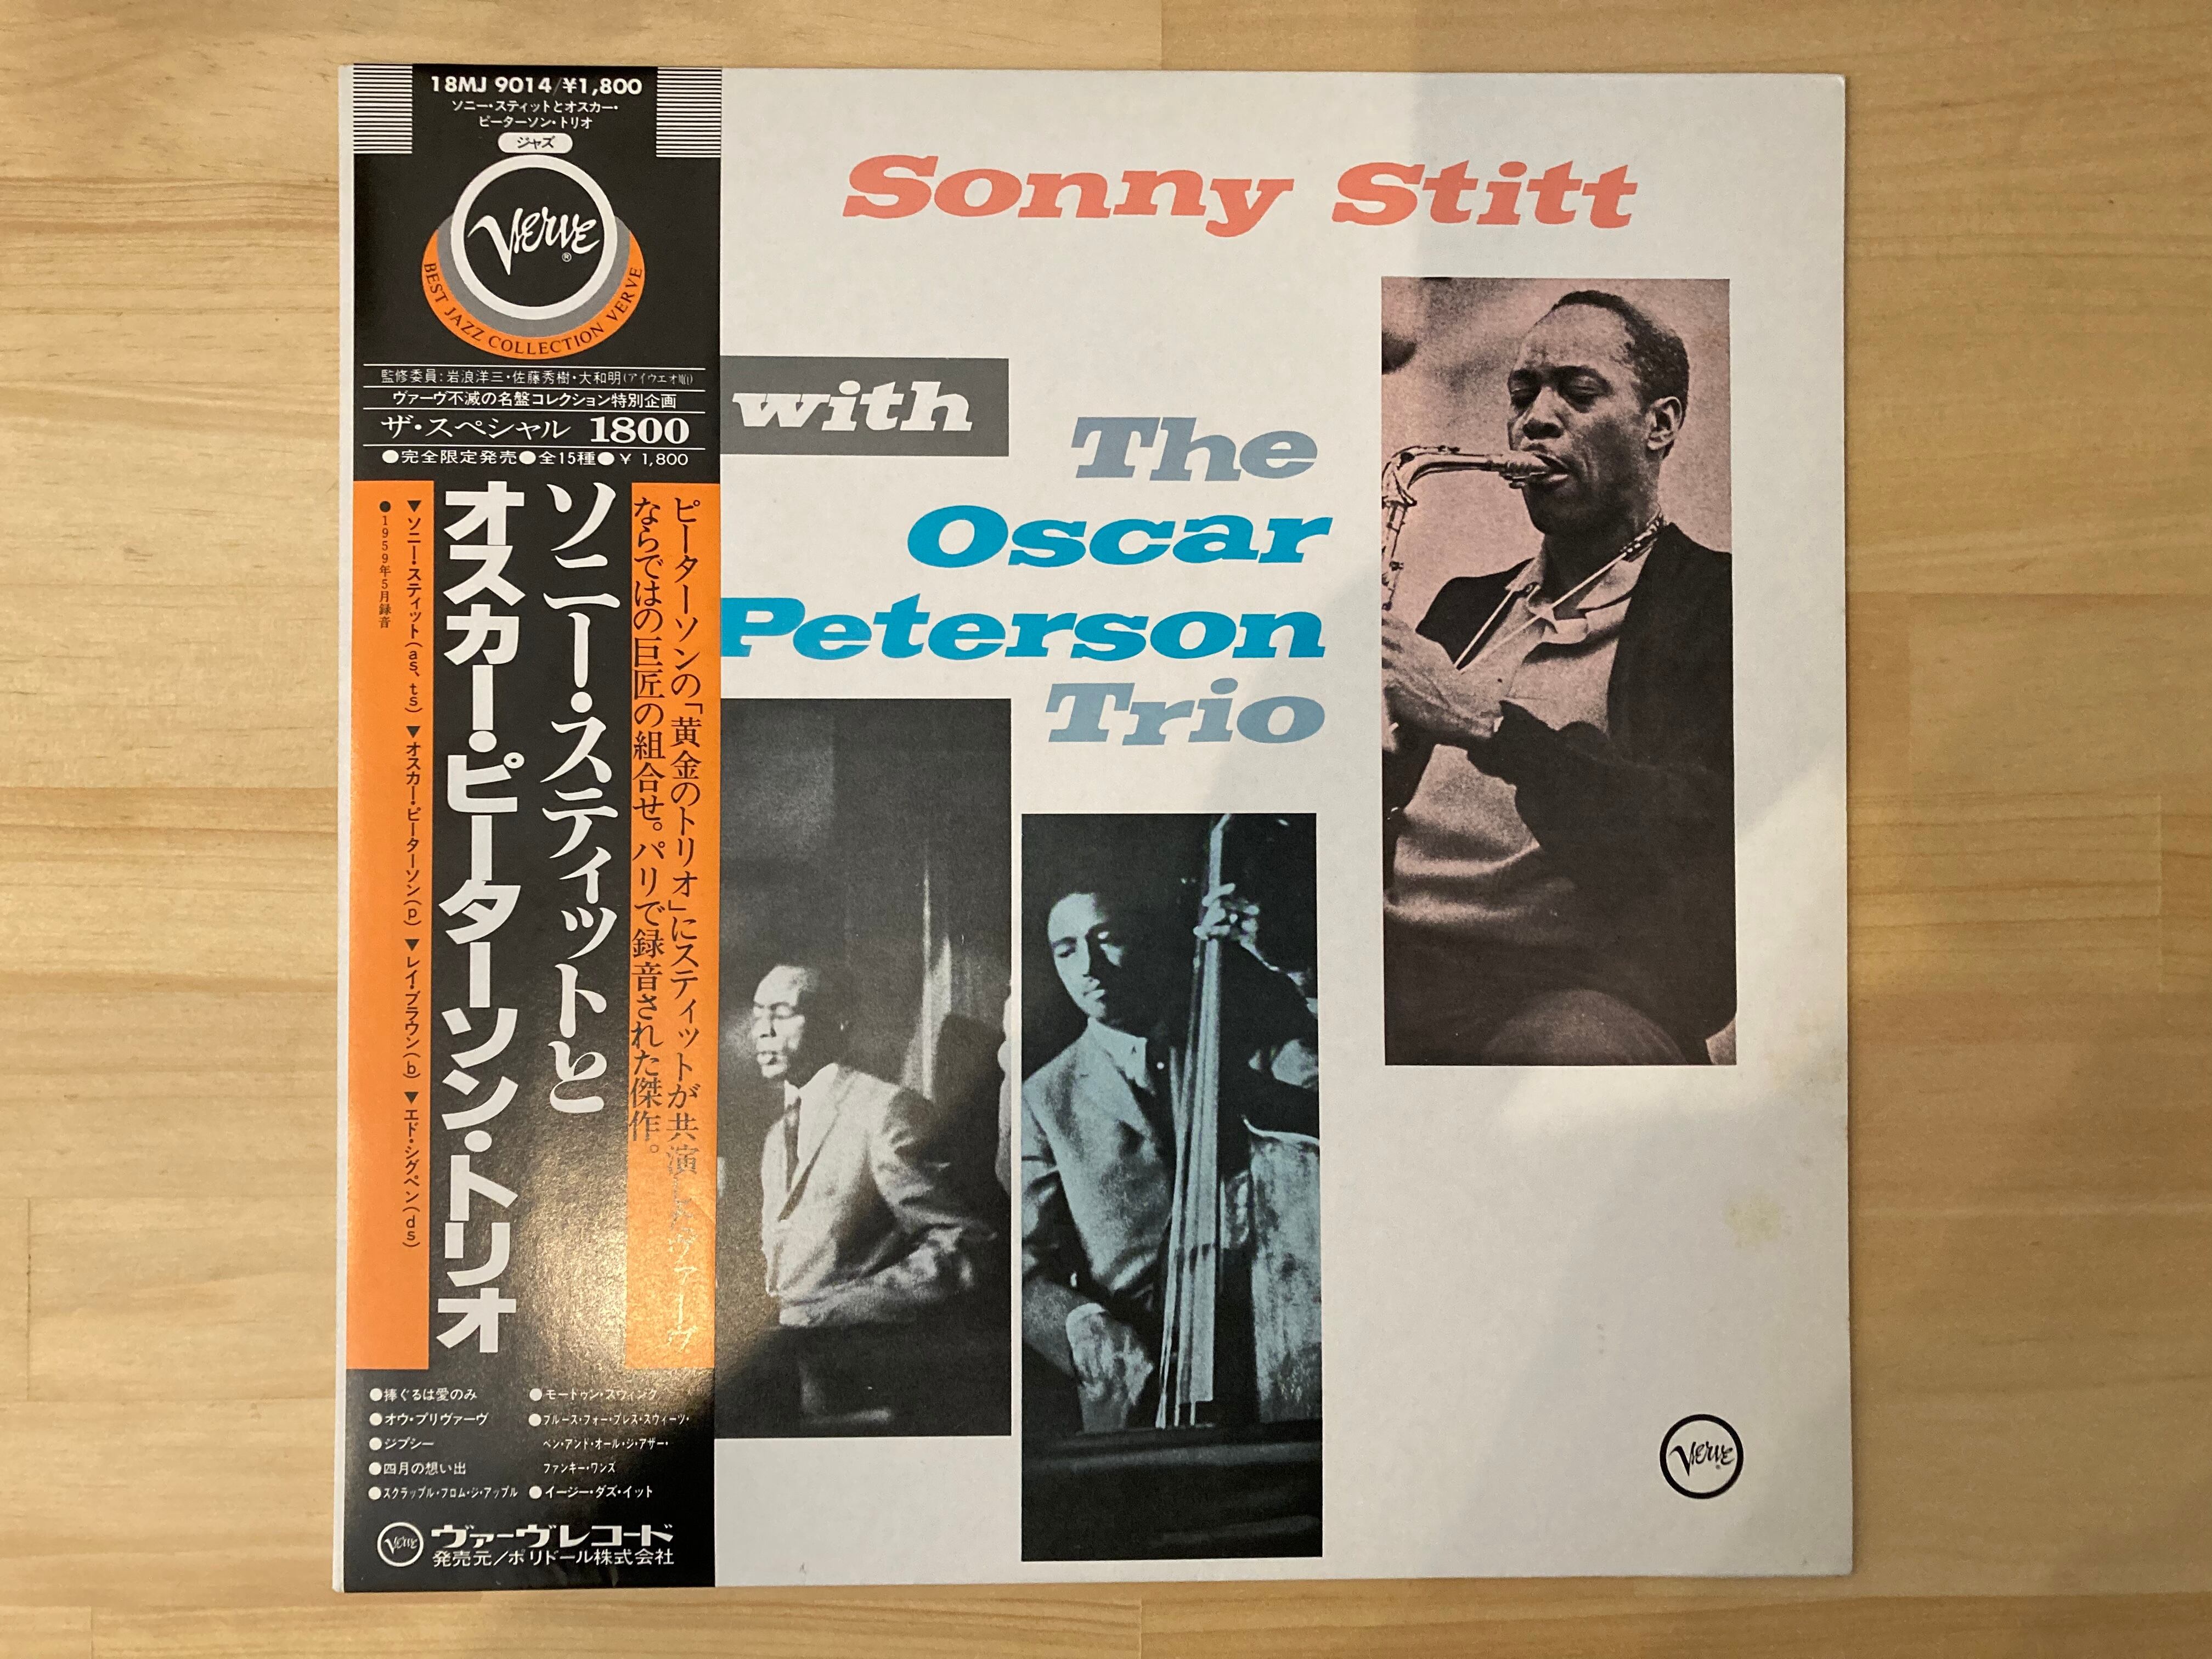 18MJ 9014/¥1,800
ソニー・スティットとオスカー・
ピーターソン・トリオ
ジャズ
Verve®
BEST JAZZ COLLECTION VERVE
監修委員:岩浪洋三・佐藤秀樹・大和明(アイウエオ順)
ヴァーヴ不滅の名盤コレクション特別企画
ザ・スペシャル 1800
●完全限定発売●全15種●¥ 1,800
ピーターソンの「黄金のトリオ」にスティットが共演した、ヴァーヴ
ならではの巨匠の組合せ。パリで録音された傑作。
ソニー・スティットと
オスカー・ピーターソン・トリオ
▼ソニー・スティット(as、ts) ▼オスカー・ピーターソン(p) ▼レイ・ブラウン(b) ▼エド・シグペン(ds)
●1959年5月録音
●捧ぐるは愛のみ
●オウ・プリヴァーヴ
●ジプシー
●四月の想い出
●スクラップル・フロム・ジ・アップル
●モートゥン・スウィング
●ブルース・フォー・プレス・スウィーツ・
ベン・アンド・オール・ジ・アザー・
ファンキー・ワンズ
●イージー・ダズ・イット
Verve ヴァーヴレコード
発売元/ポリドール株式会社
Sonny Stitt
with
The
Oscar
Peterson
Trio
Verve